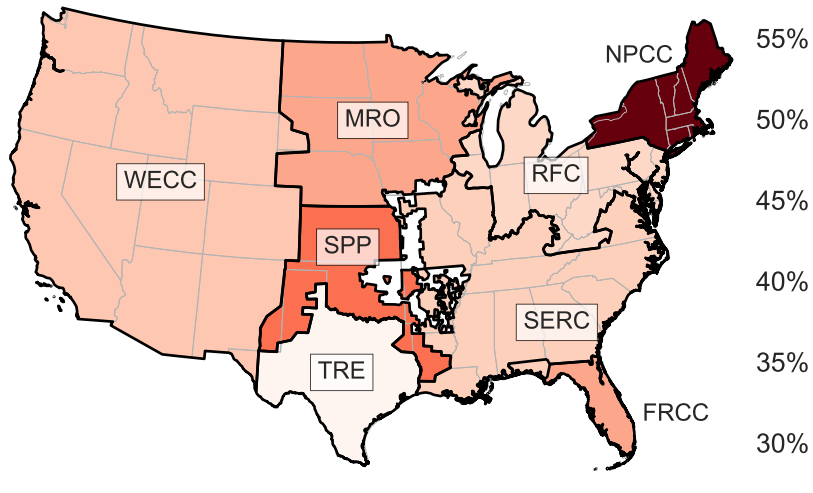 55%
NPCC
MRO
50%
WECC
RFC
45%
SPP
40%
SERC
TRE
35%
FRCC
30%